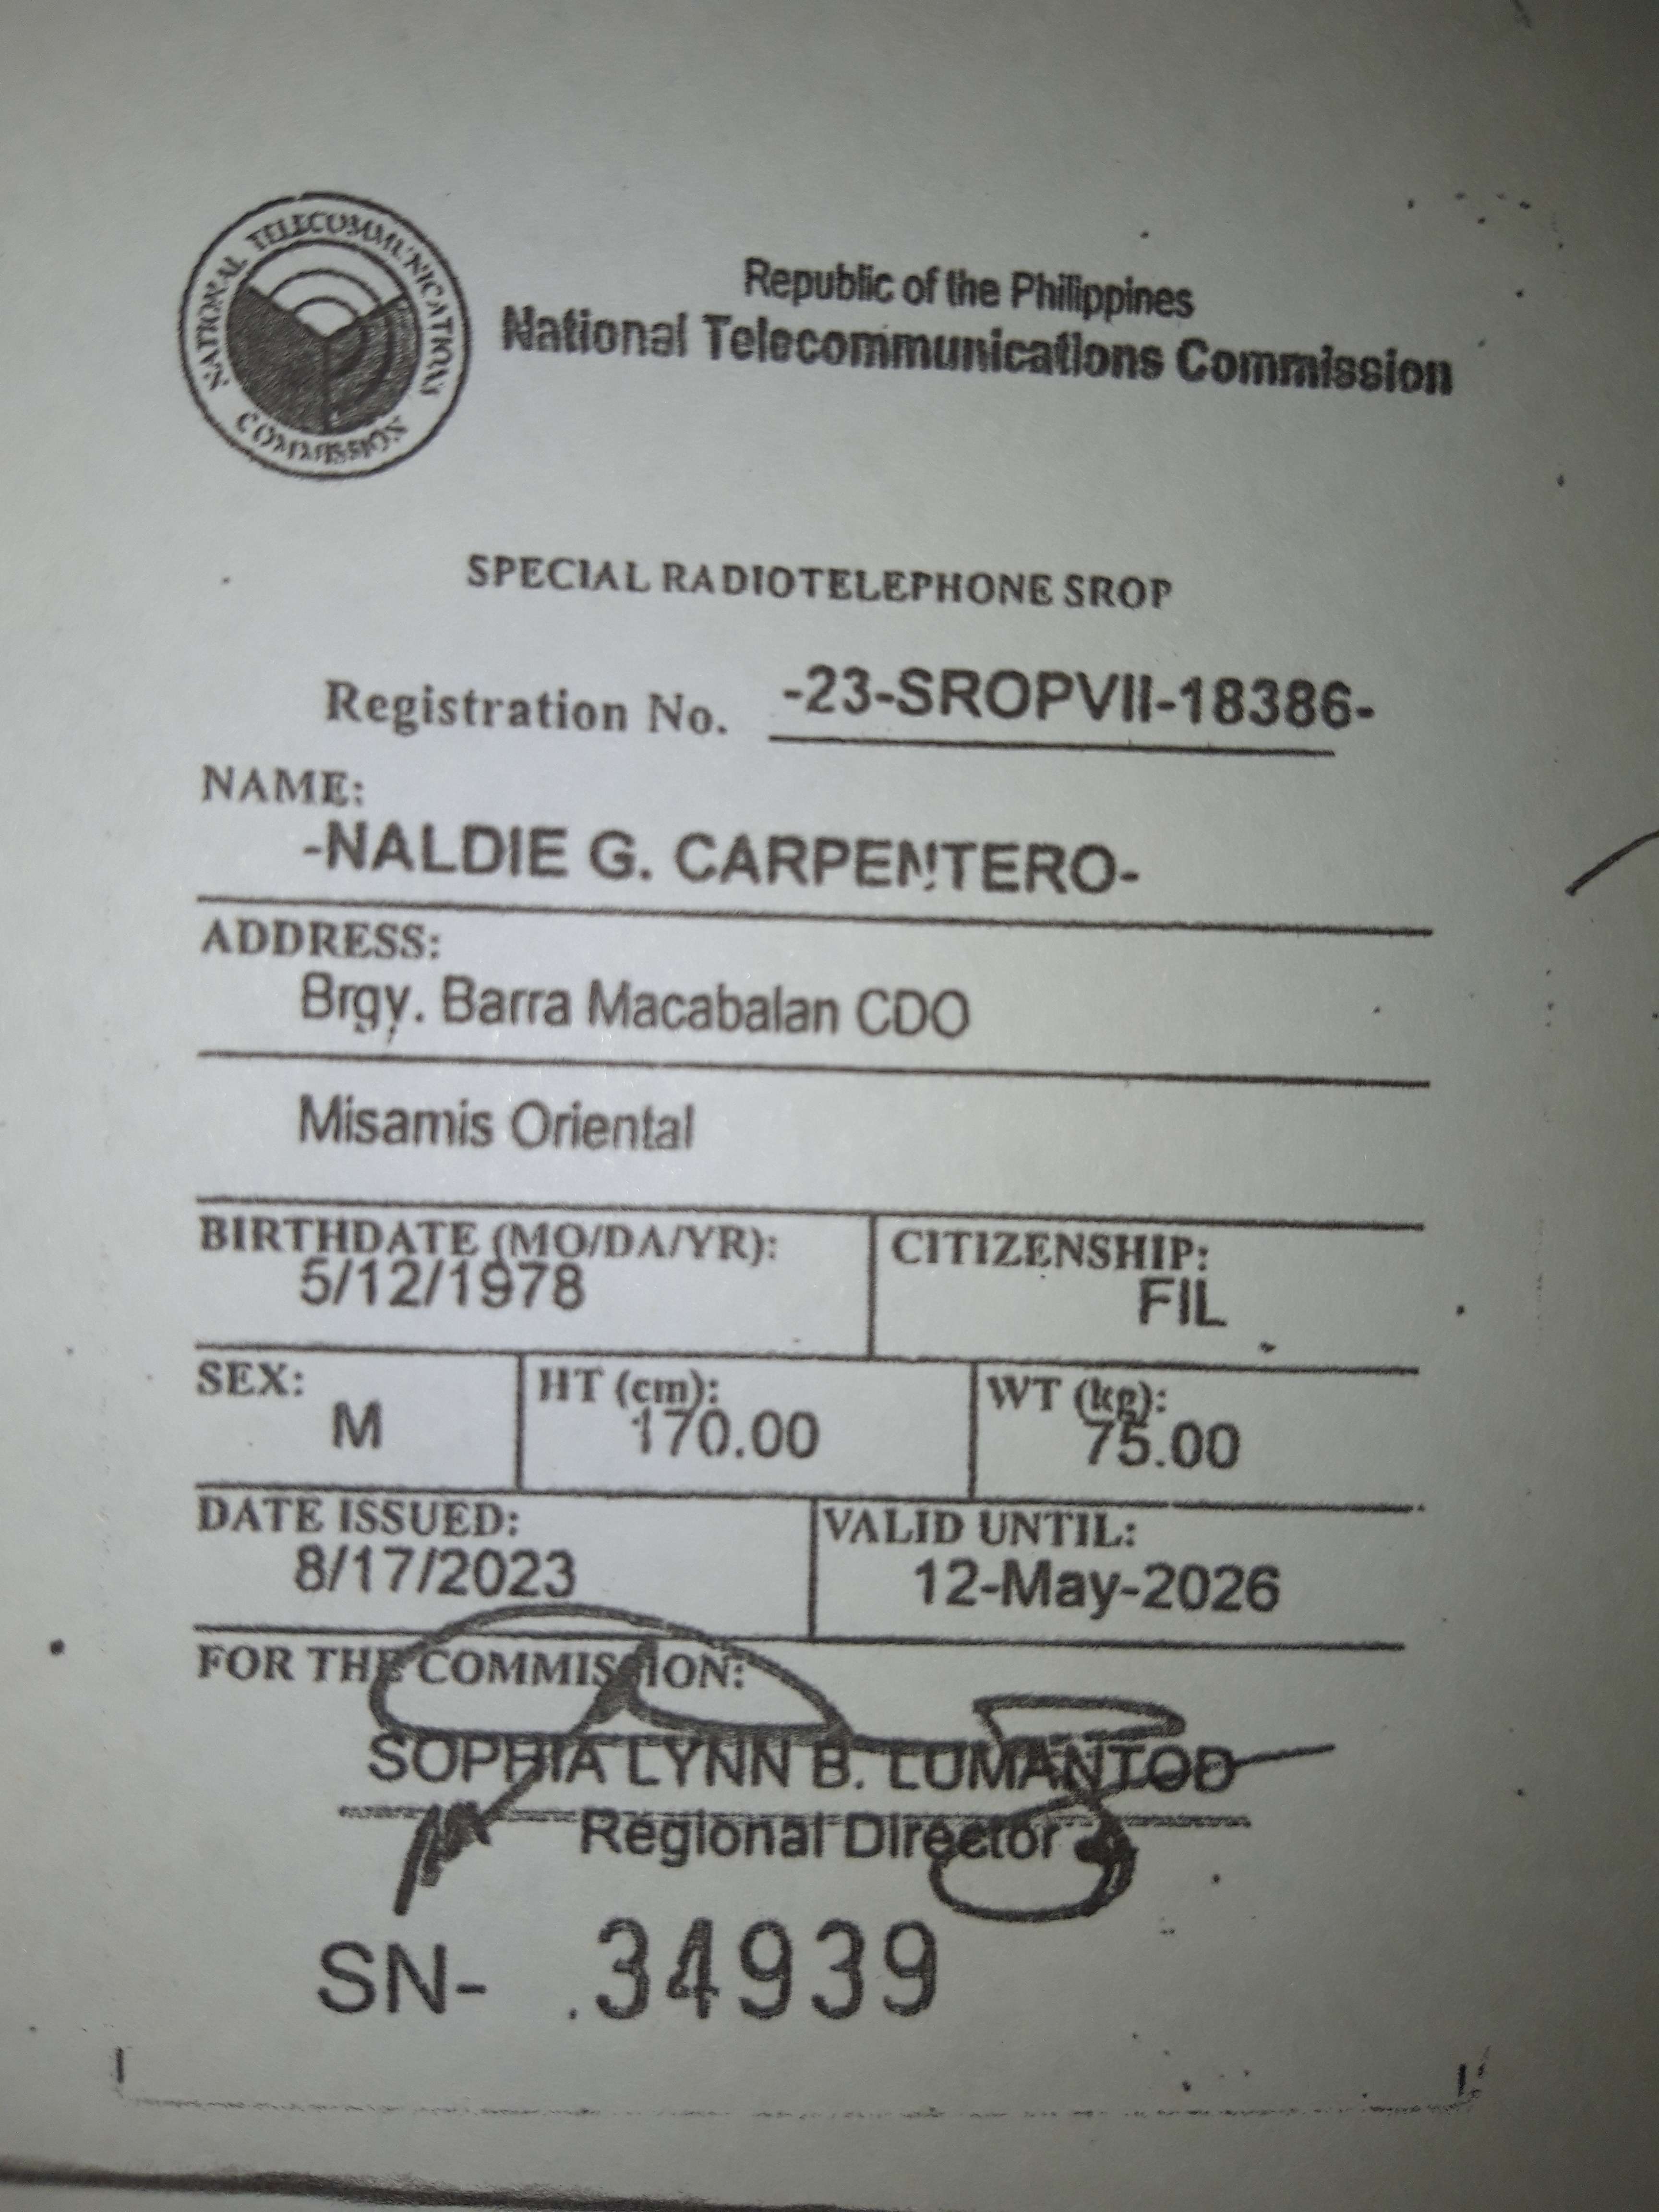 NATIONAL TELECOMMUNICATIONS COMMISSION
Republic of the Philippines
National Telecommunications Commission
SPECIAL RADIOTELEPHONE SROP
Registration No. -23-SROPVII-18386-
NAME:
-NALDIE G. CARPENTERO-
ADDRESS:
Brgy. Barra Macabalan CDO
Misamis Oriental
BIRTHDATE (MO/DA/YR): CITIZENSHIP:
5/12/1978 FIL
SEX: HT (cm): WT (kg):
M 170.00 75.00
DATE ISSUED: VALID UNTIL:
8/17/2023 12-May-2026
FOR THE COMMISSION:
SOPHIA LYNN B. LUMANTOD
Regional Director
SN- .34939